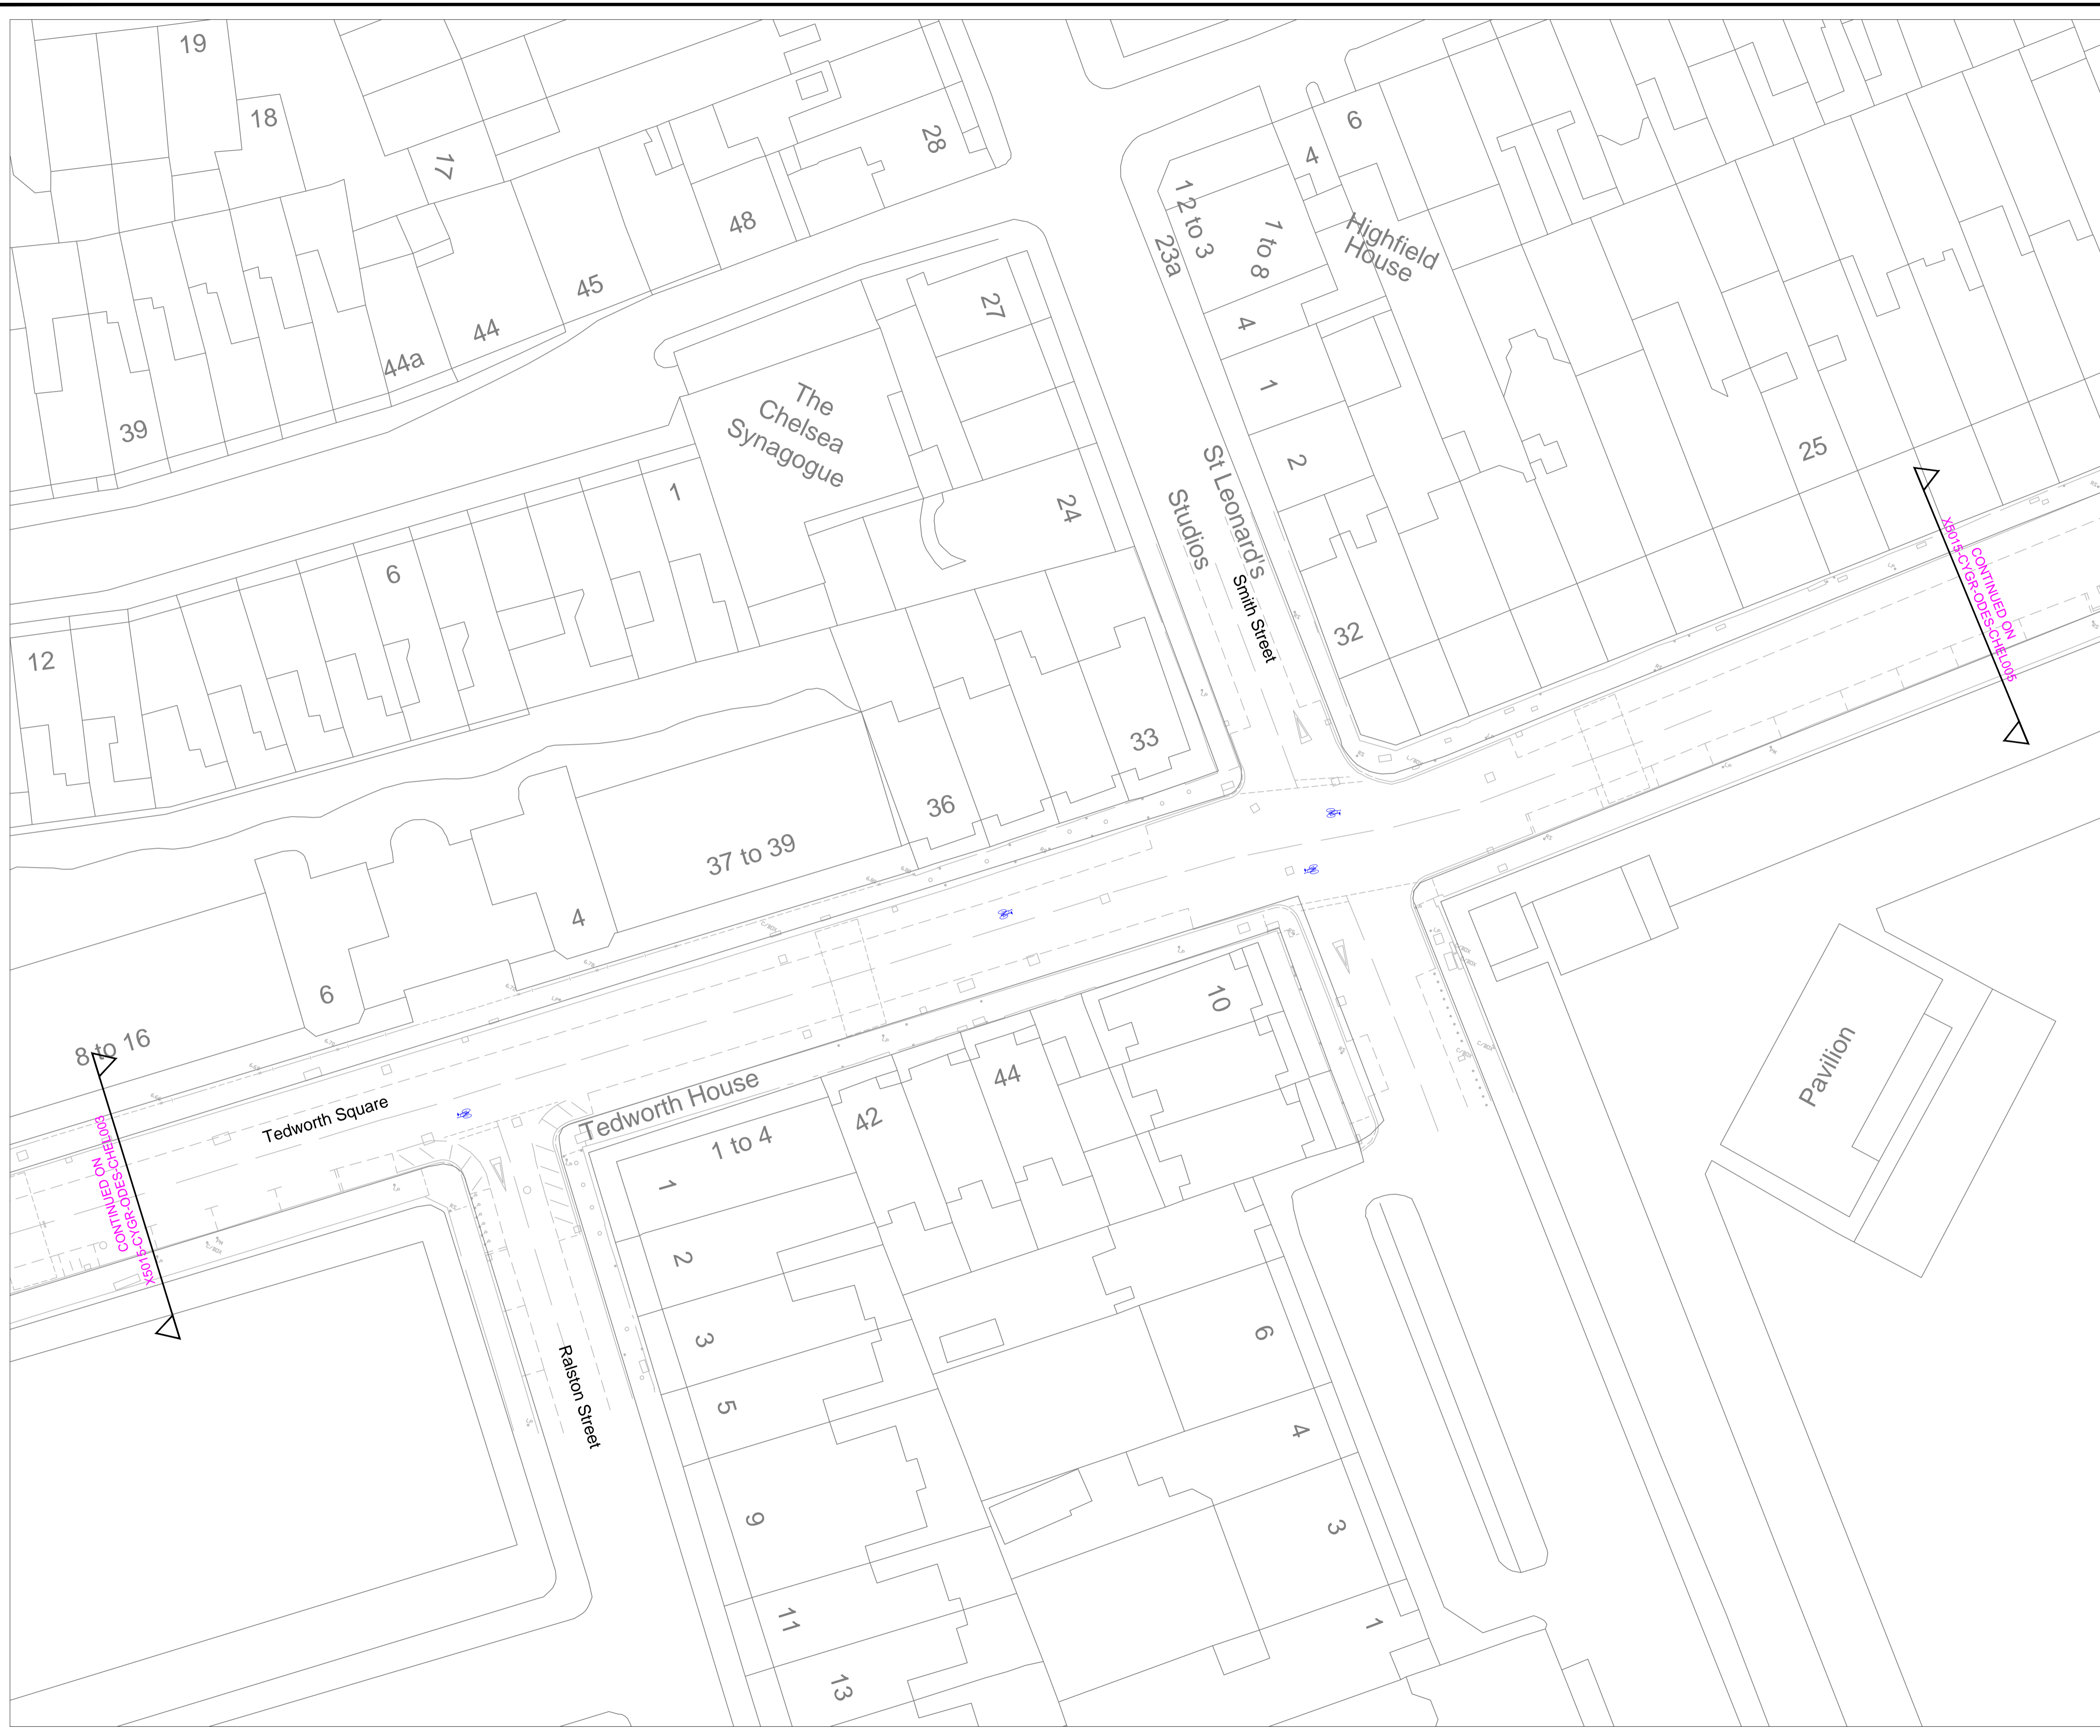 19
18
17
28
6
4
1
2 to 3
23a
7 to 8
Highfield
House
48
45
44
44a
39
27
4
1
2
The
Chelsea
Synagogue
24
St Leonard's
Studios
Smith Street
25
32
CONTINUED ON
X5015-CYGR-ODES-CHEL005
1
6
12
33
36
37 to 39
4
6
8 to 16
CONTINUED ON
X5015-CYGR-ODES-CHEL003
Tedworth Square
Tedworth House
1 to 4
42
44
10
Pavilion
1
2
3
5
9
11
13
Ralston Street
6
4
3
1